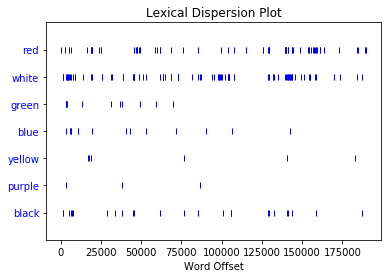 Lexical Dispersion Plot
red
white
green
blue
yellow
purple
black
0 25000 50000 75000 100000 125000 150000 175000
Word Offset